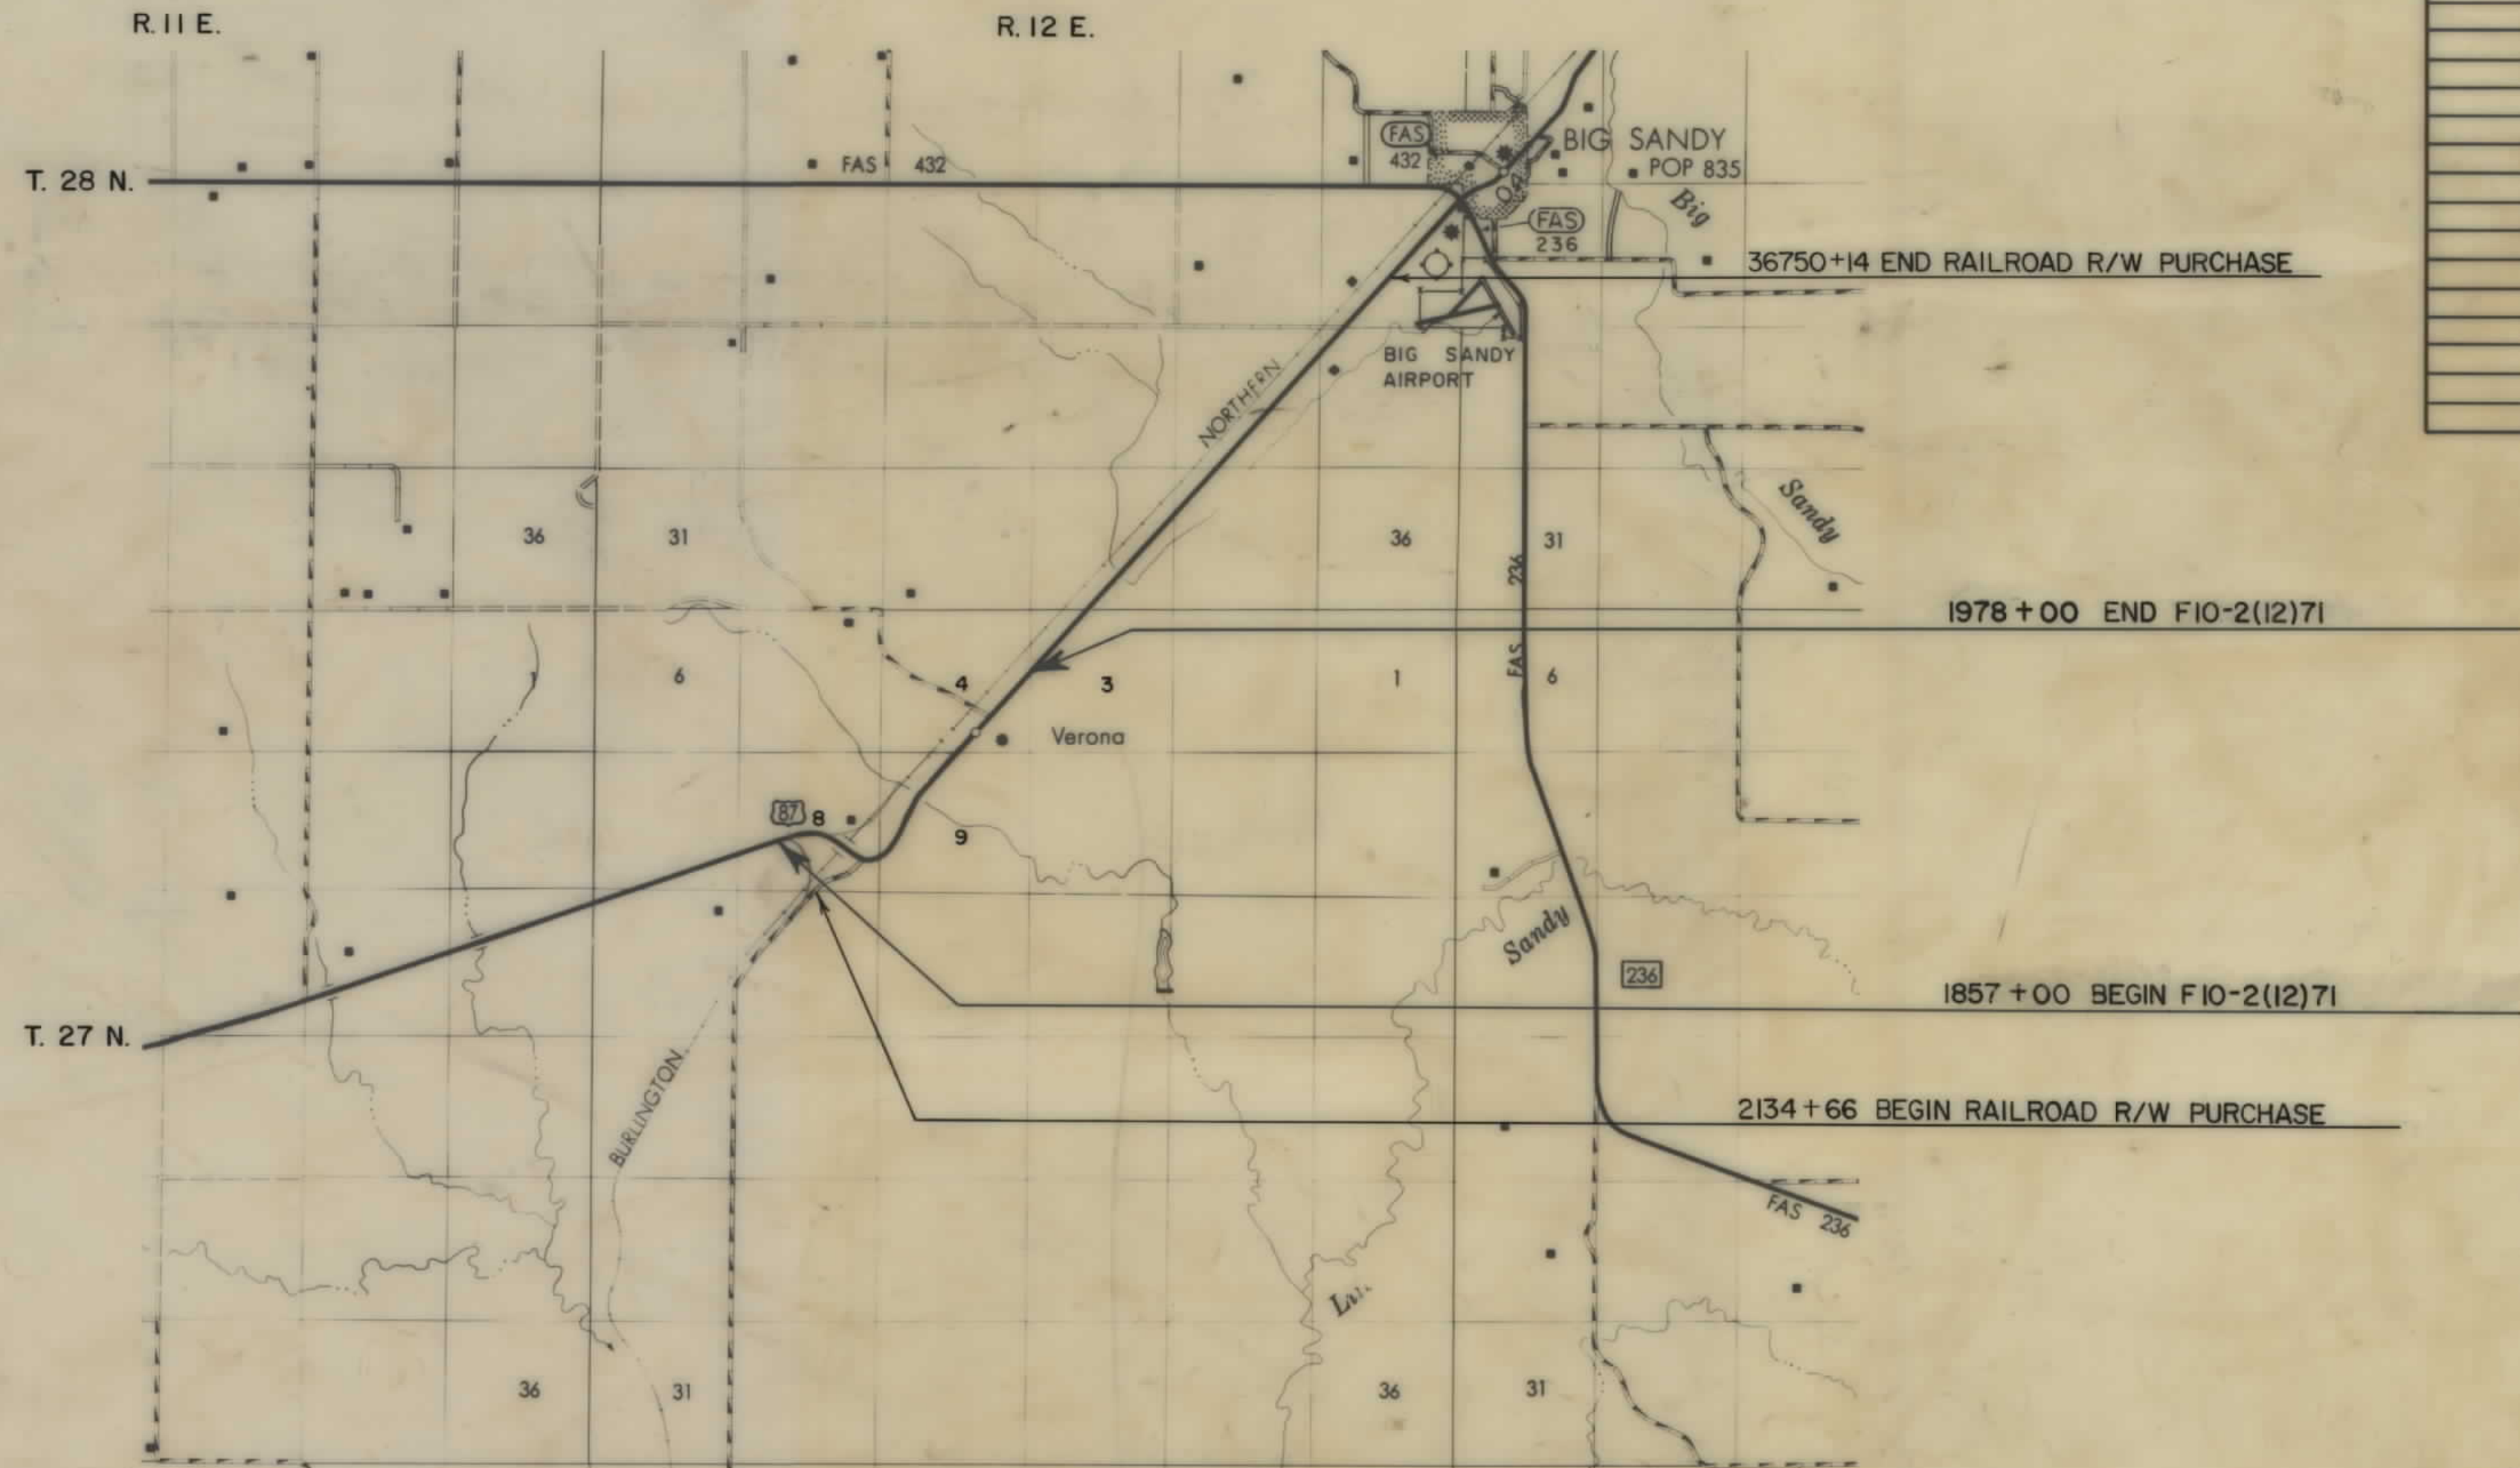 R. 11 E.
R. 12 E.
FAS 432
BIG SANDY
POP 835
T. 28 N.
FAS 432
Big
FAS 236
36750+14 END RAILROAD R/W PURCHASE
BIG SANDY
AIRPORT
NORTHERN
Sandy
36
31
36
31
FAS 236
1978+00 END F10-2(12)71
6
4
3
1
6
Verona
87
8
9
Sandy
236
1857+00 BEGIN F10-2(12)71
T. 27 N.
BURLINGTON
2134+66 BEGIN RAILROAD R/W PURCHASE
FAS 236
36
31
36
31